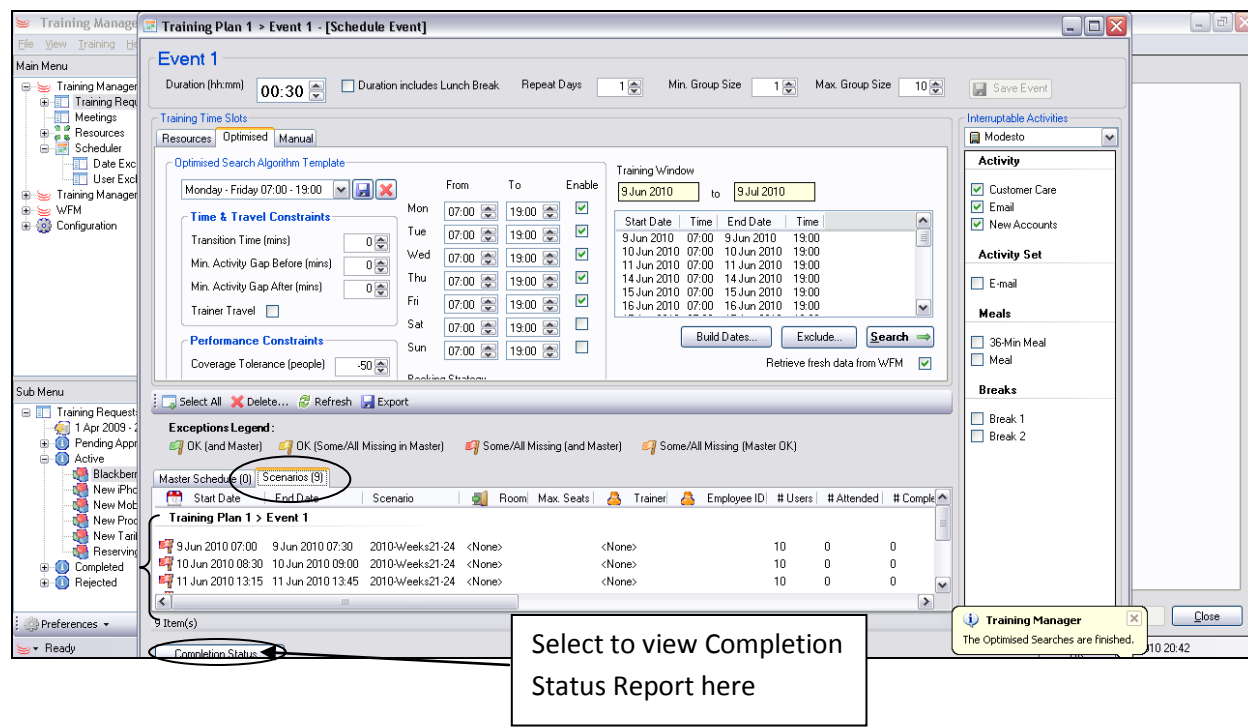 Training Manage
Training Plan 1 > Event 1 - [Schedule Event]
File View Training He
Main Menu
Training Manager
Training Requ
Meetings
Resources
Scheduler
Date Exc
User Excl
Training Manager
WFM
Configuration
Event 1
Duration (hh:mm) 00:30 Duration includes Lunch Break Repeat Days 1 Min. Group Size 1 Max. Group Size 10 Save Event
Training Time Slots
Resources Optimised Manual
Optimised Search Algorithm Template
Monday - Friday 07:00 - 19:00
From To Enable
Mon 07:00 19:00
Tue 07:00 19:00
Wed 07:00 19:00
Thu 07:00 19:00
Fri 07:00 19:00
Sat 07:00 19:00
Sun 07:00 19:00
Time & Travel Constraints
Transition Time (mins) 0
Min. Activity Gap Before (mins) 0
Min. Activity Gap After (mins) 0
Trainer Travel
Performance Constraints
Coverage Tolerance (people) -50
Booking Strategy
Training Window
9 Jun 2010 to 9 Jul 2010
Start Date Time End Date Time
9 Jun 2010 07:00 9 Jun 2010 19:00
10 Jun 2010 07:00 10 Jun 2010 19:00
11 Jun 2010 07:00 11 Jun 2010 19:00
14 Jun 2010 07:00 14 Jun 2010 19:00
15 Jun 2010 07:00 15 Jun 2010 19:00
16 Jun 2010 07:00 16 Jun 2010 19:00
Build Dates... Exclude... Search
Retrieve fresh data from WFM
Interruptable Activities
Modesto
Activity
Customer Care
Email
New Accounts
Activity Set
E-mail
Meals
36-Min Meal
Meal
Breaks
Break 1
Break 2
Sub Menu
Training Request
1 Apr 2009 - 2
Pending Appr
Active
Blackberr
New iPho
New Mob
New Prod
New Tari
Reserving
Completed
Rejected
Preferences
Ready
Select All Delete... Refresh Export
Exceptions Legend:
OK (and Master) OK (Some/All Missing in Master) Some/All Missing (and Master) Some/All Missing (Master OK)
Master Schedule (0) Scenarios (9)
Start Date End Date Scenario Room Max. Seats Trainer Employee ID # Users # Attended # Comple
Training Plan 1 > Event 1
9 Jun 2010 07:00 9 Jun 2010 07:30 2010-Weeks21-24 <None> <None> 10 0 0
10 Jun 2010 08:30 10 Jun 2010 09:00 2010-Weeks21-24 <None> <None> 10 0 0
11 Jun 2010 13:15 11 Jun 2010 13:45 2010-Weeks21-24 <None> <None> 10 0 0
9 Item(s)
Completion Status
Training Manager
The Optimised Searches are finished.
Close
010 20:42
Select to view Completion
Status Report here